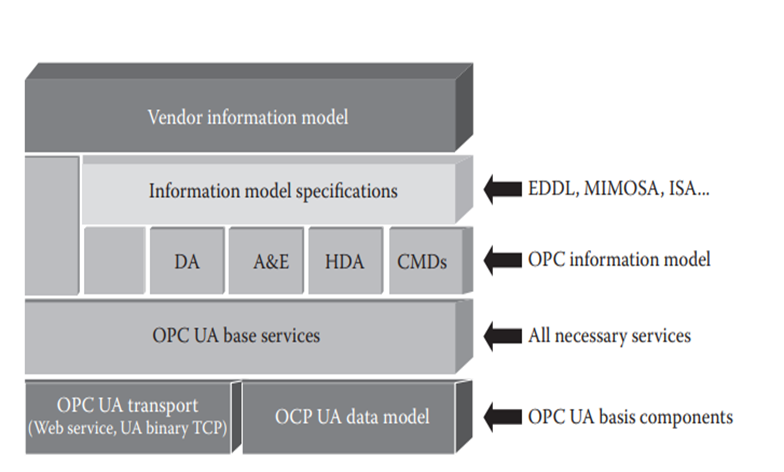 Vendor information model
Information model specifications
EDDL, MIMOSA, ISA...
DA
A&E
HDA
CMDs
OPC information model
OPC UA base services
All necessary services
OPC UA transport
(Web service, UA binary TCP)
OCP UA data model
OPC UA basis components